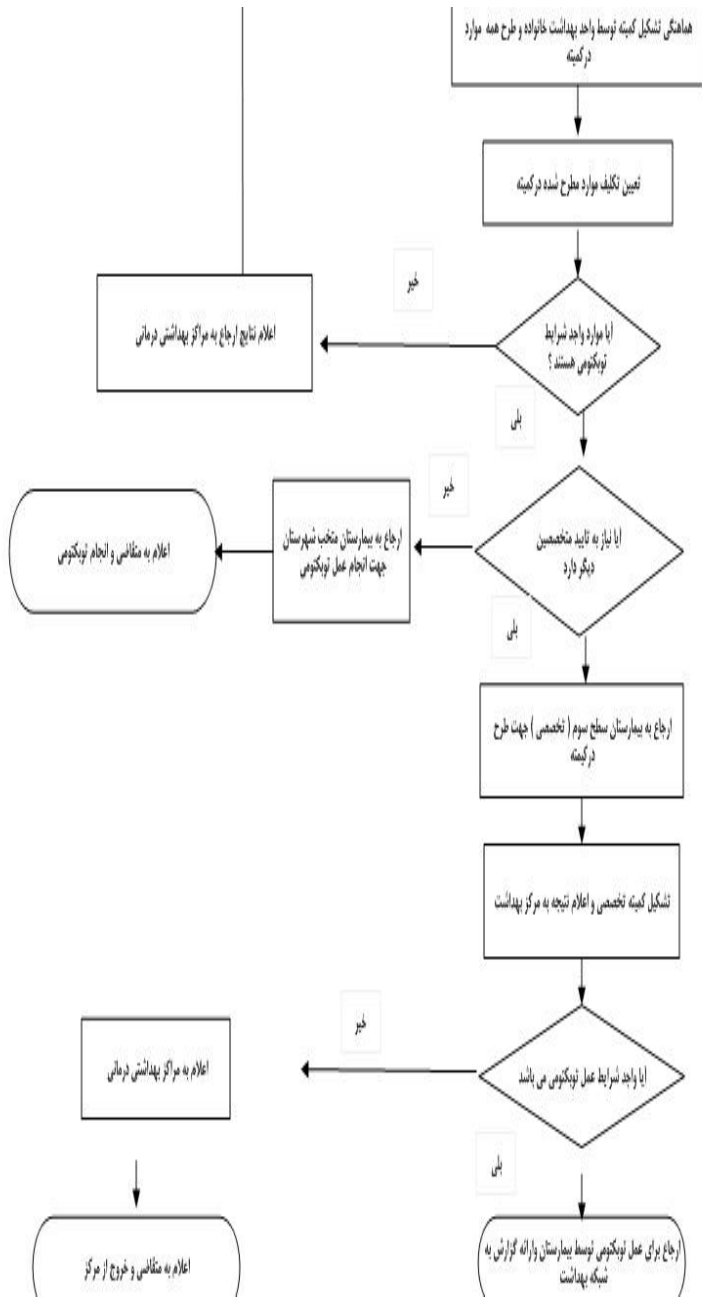 هماهنگی تشکیل کمیته توسط واحد بهداشت خانواده و طرح همه موارد
درکمیته
تعیین تکلیف موارد مطرح شده درکمیته
خیر
ایا موارد واجد شرایط
توبکتومی هستند ؟
اعلام نتایج ارجاع به مراکز بهداشتی درمانی
بلی
خیر
ایا نیاز به تایید متخصصین
دیگر دارد
ارجاع به بیمارستان منتخب شهرستان
جهت انجام عمل توبکتومی
اعلام به متقاضی و انجام توبکتومی
بلی
ارجاع به بیمارستان سطح سوم ( تخصصی ) جهت طرح
درکیمته
تشکیل کمیته تخصصی و اعلام نتیجه به مرکز بهداشت
خیر
ایا واجد شرایط عمل توبکتومی می باشد
اعلام به مراکز بهداشتی درمانی
بلی
ارجاع برای عمل توبکتومی توسط بیمارستان وارائه گزارش به
شبکه بهداشت
اعلام به متقاضی و خروج از مرکز